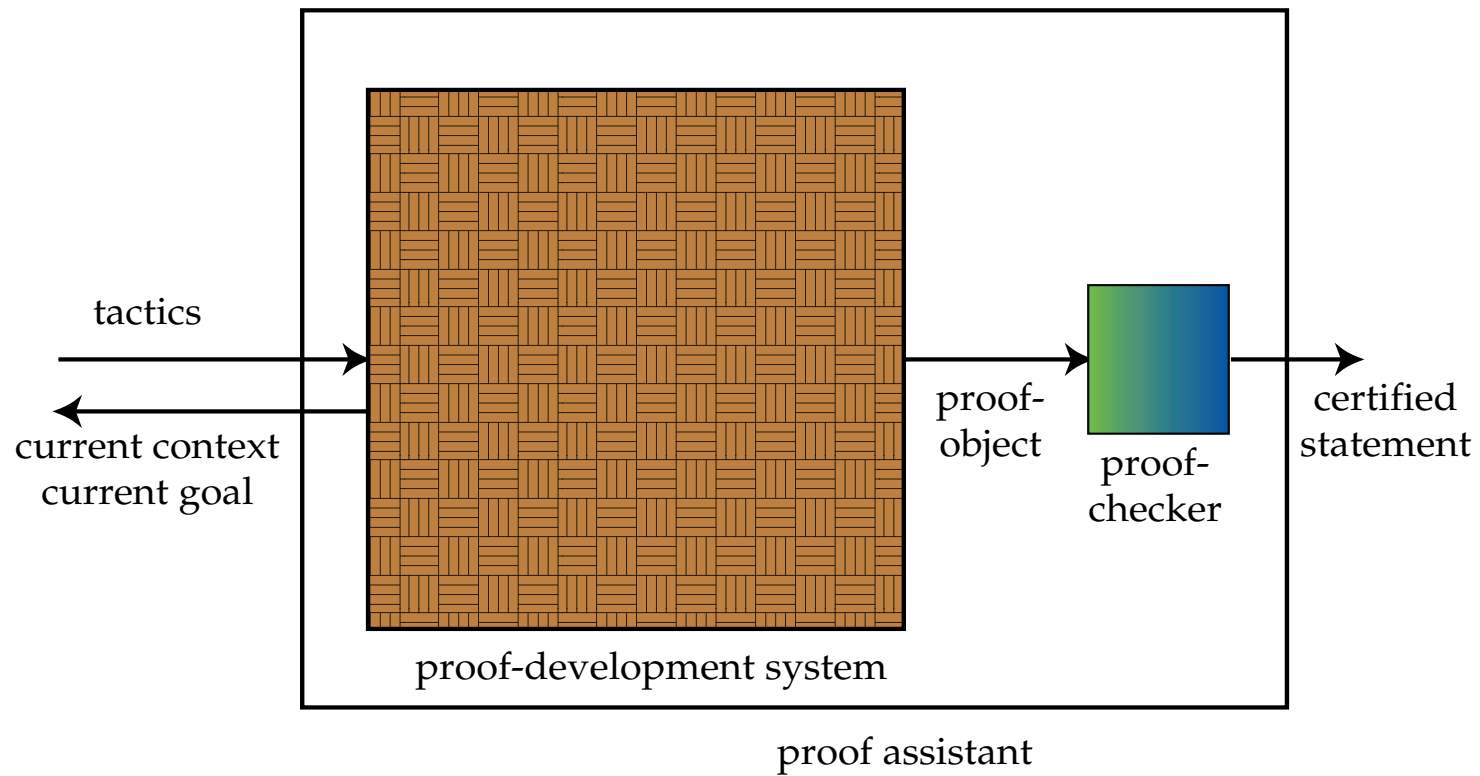 tactics
current context
current goal
proof-development system
proof-
object
proof-
checker
certified
statement
proof assistant